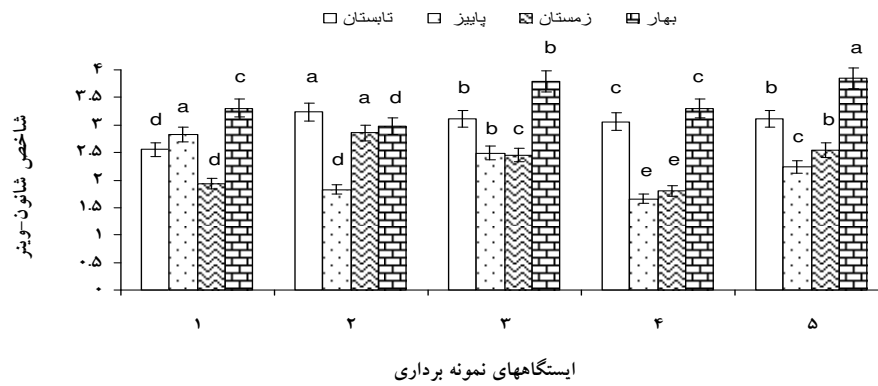 تابستان پاییز زمستان بهار
شاخص شانون-وینر
۴
۳.۵
۳
۲.۵
۲
۱.۵
۱
۰.۵
۰
d a d c
a d a d
b b c b
c e e c
b c b a
۱ ۲ ۳ ۴ ۵
ایستگاههای نمونه برداری